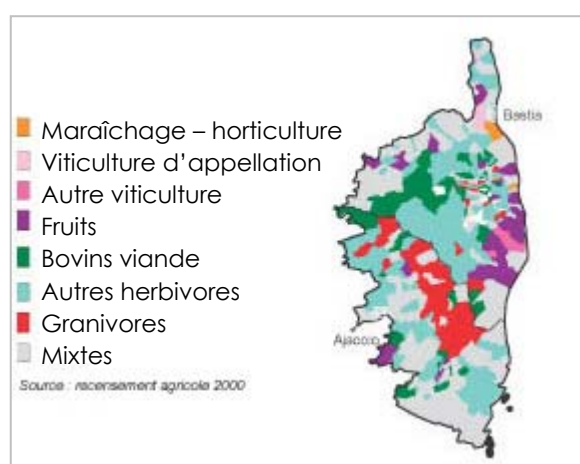 Maraîchage – horticulture
Viticulture d'appellation
Autre viticulture
Fruits
Bovins viande
Autres herbivores
Granivores
Mixtes
Source : recensement agricole 2000
Bastia
Ajaccio